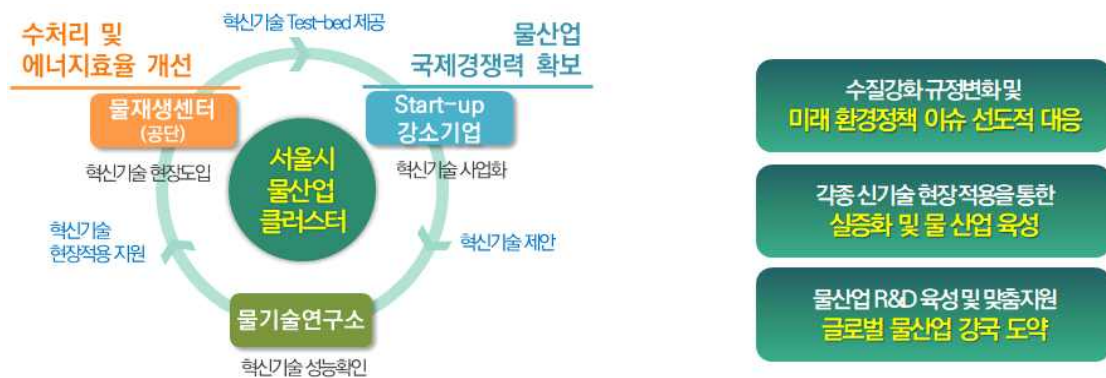 혁신기술 Test-bed 제공
수처리 및
에너지효율 개선
물산업
국제경쟁력 확보
물재생센터
(공단)
혁신기술 현장도입
Start-up
강소기업
혁신기술 사업화
서울시
물산업
클러스터
혁신기술
현장적용 지원
혁신기술 제안
물기술연구소
혁신기술 성능확인
수질강화 규정변화 및
미래 환경정책 이슈 선도적 대응
각종 신기술 현장 적용을 통한
실증화 및 물 산업 육성
물산업 R&D 육성 및 맞춤지원
글로벌 물산업 강국 도약